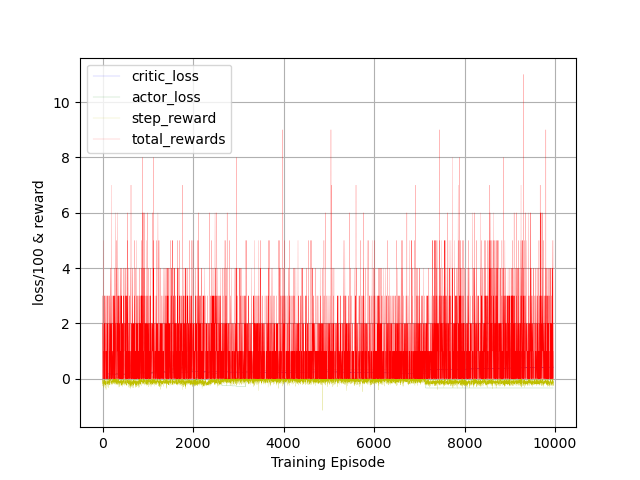 critic_loss
actor_loss
step_reward
total_rewards
10
8
6
4
2
0
loss/100 & reward
0 2000 4000 6000 8000 10000
Training Episode